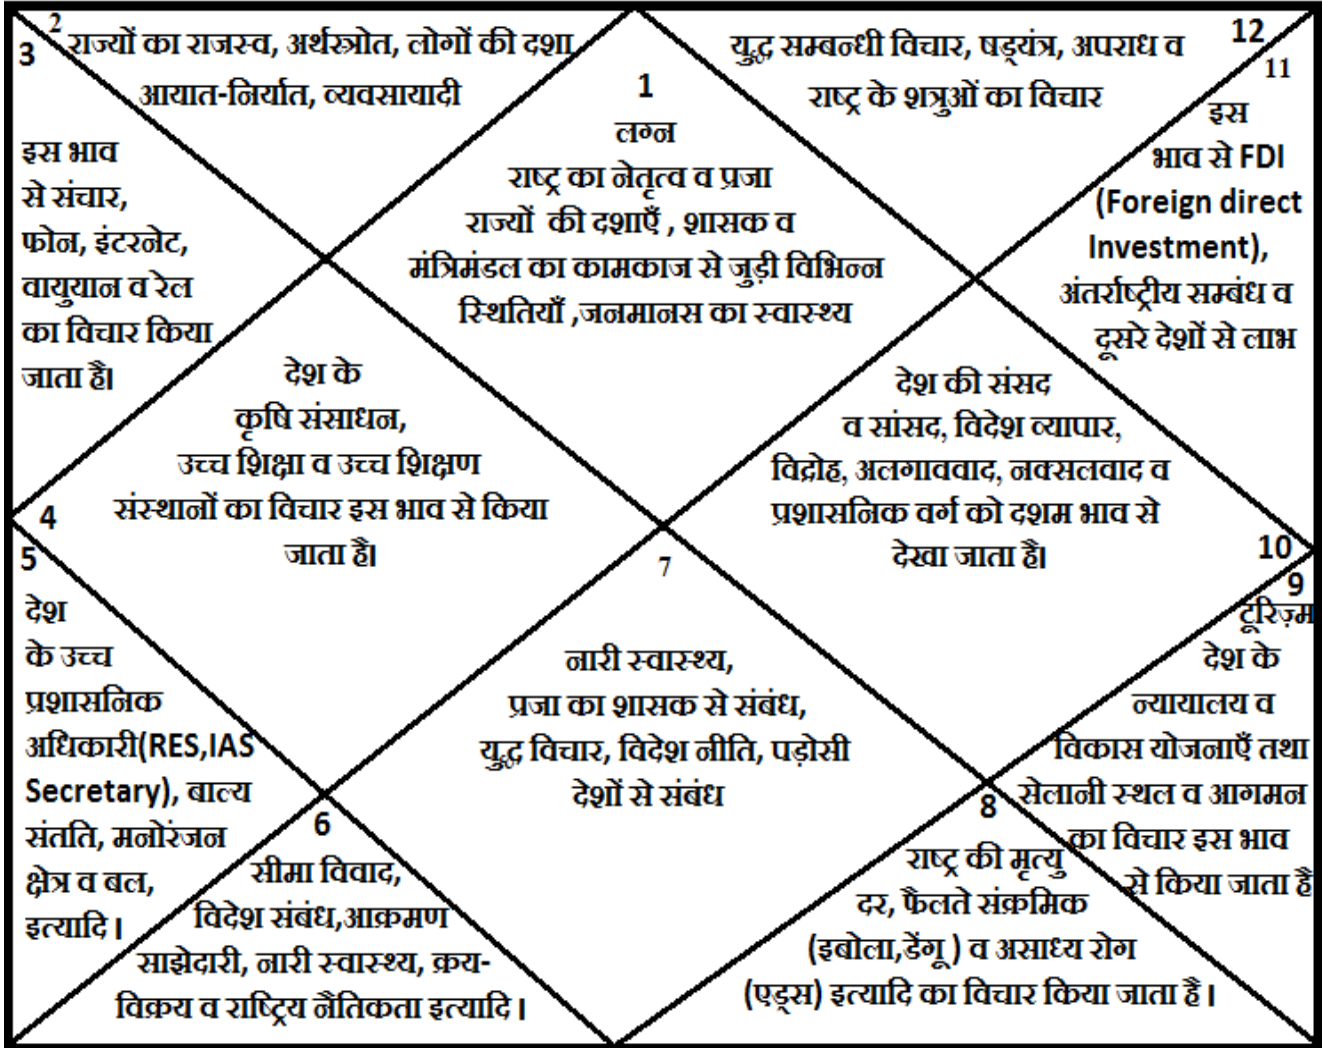 2
राज्यों का राजस्व, अर्थस्त्रोत, लोगों की दशा
आयात-निर्यात, व्यवसायादी
12
युद्ध सम्बन्धी विचार, षड्यंत्र, अपराध व
राष्ट्र के शत्रुओं का विचार
1
लग्न
राष्ट्र का नेतृत्व व प्रजा
राज्यों की दशाएँ , शासक व
मंत्रिमंडल का कामकाज से जुड़ी विभिन्न
स्थितियाँ ,जनमानस का स्वास्थ्य
3
इस भाव
से संचार,
फोन, इंटरनेट,
वायुयान व रेल
का विचार किया
जाता है।
11
इस
भाव से FDI
(Foreign direct
Investment),
अंतर्राष्ट्रीय सम्बंध व
दूसरे देशों से लाभ
देश के
कृषि संसाधन,
उच्च शिक्षा व उच्च शिक्षण
संस्थानों का विचार इस भाव से किया
जाता है।
4
देश की संसद
व सांसद, विदेश व्यापार,
विद्रोह, अलगाववाद, नक्सलवाद व
प्रशासनिक वर्ग को दशम भाव से
देखा जाता है।
10
5
देश
के उच्च
प्रशासनिक
अधिकारी(RES,IAS
Secretary), बाल्य
संतति, मनोरंजन
क्षेत्र व बल,
इत्यादि ।
7
नारी स्वास्थ्य,
प्रजा का शासक से संबंध,
युद्ध विचार, विदेश नीति, पड़ोसी
देशों से संबंध
9
टूरिज़्म
देश के
न्यायालय व
विकास योजनाएँ तथा
सेलानी स्थल व आगमन
का विचार इस भाव
से किया जाता है
6
सीमा विवाद,
विदेश संबंध,आक्रमण
साझेदारी, नारी स्वास्थ्य, क्रय-
विक्रय व राष्ट्रिय नैतिकता इत्यादि ।
8
राष्ट्र की मृत्यु
दर, फैलते संक्रमिक
(इबोला,डेंगू ) व असाध्य रोग
(एड्स) इत्यादि का विचार किया जाता है ।